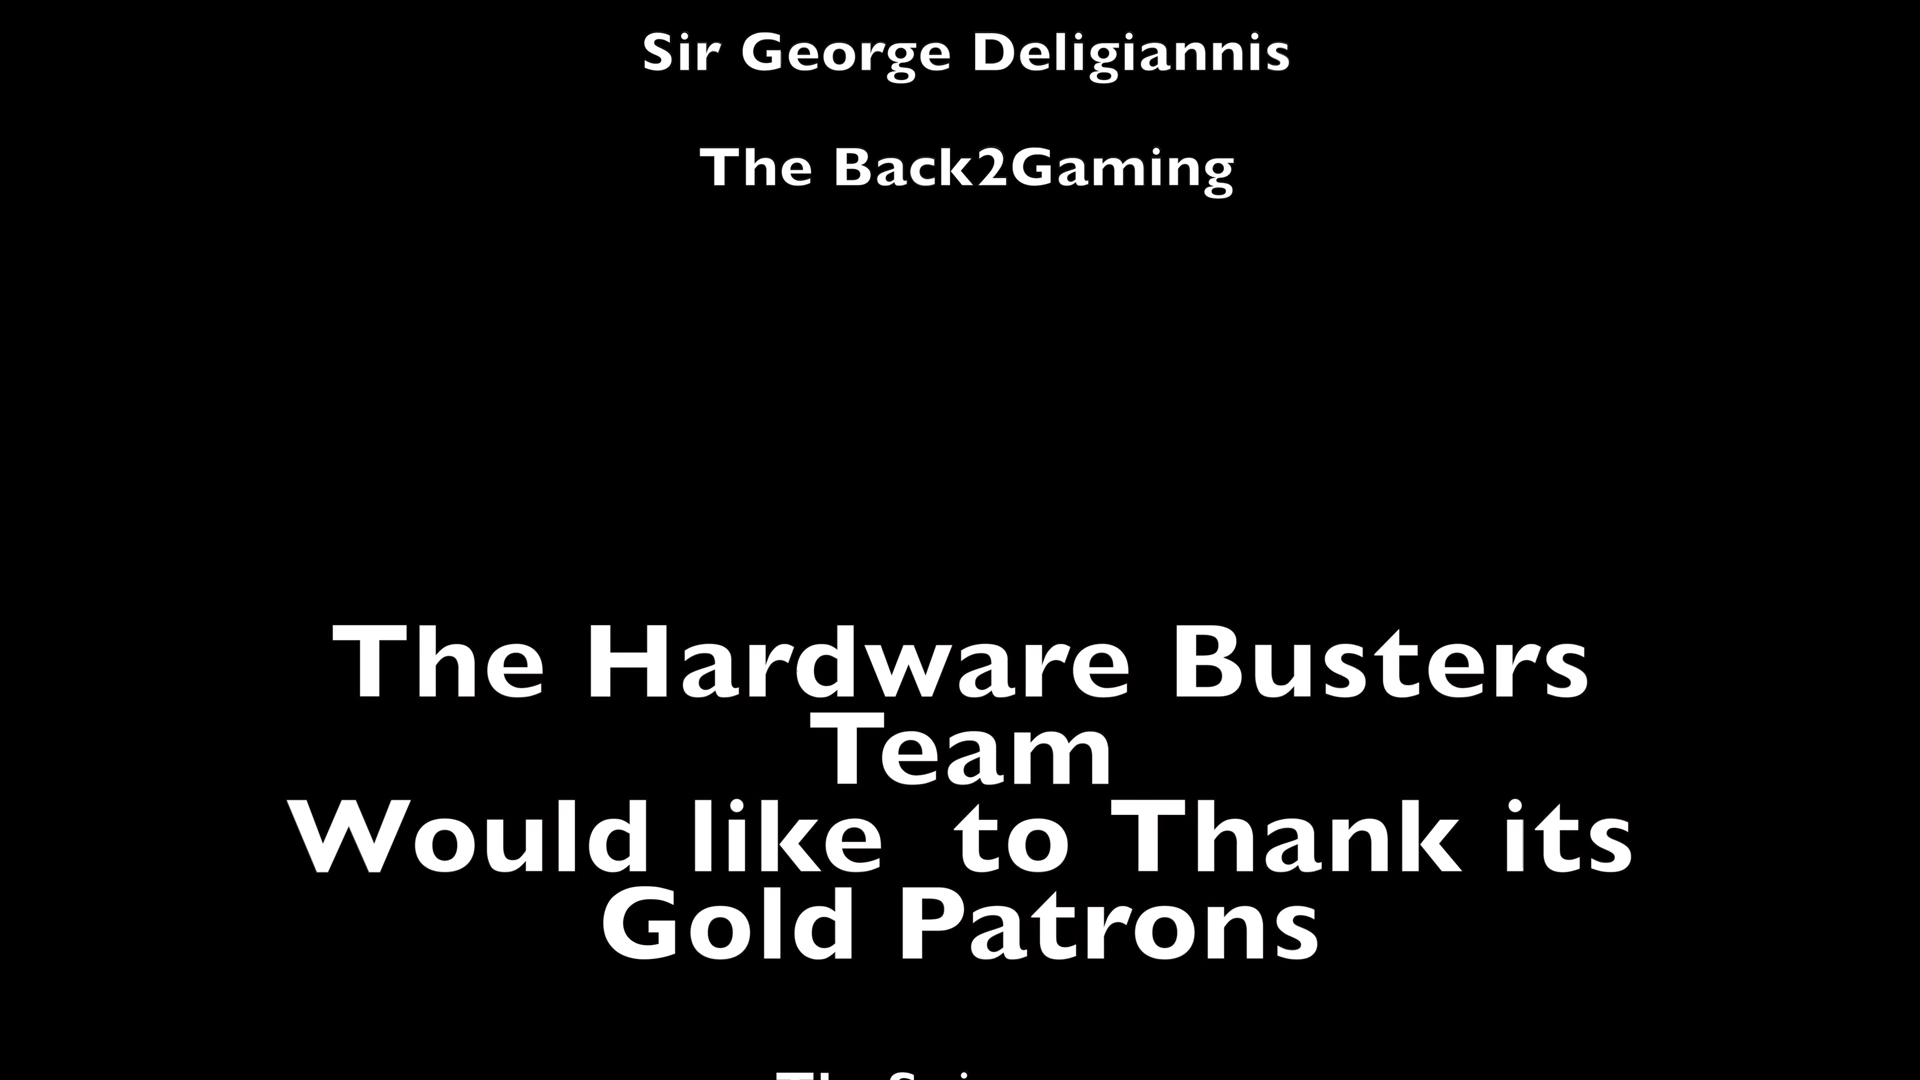 Sir George Deligiannis
The Back2Gaming
The Hardware Busters
Team
Would like  to Thank its
Gold Patrons